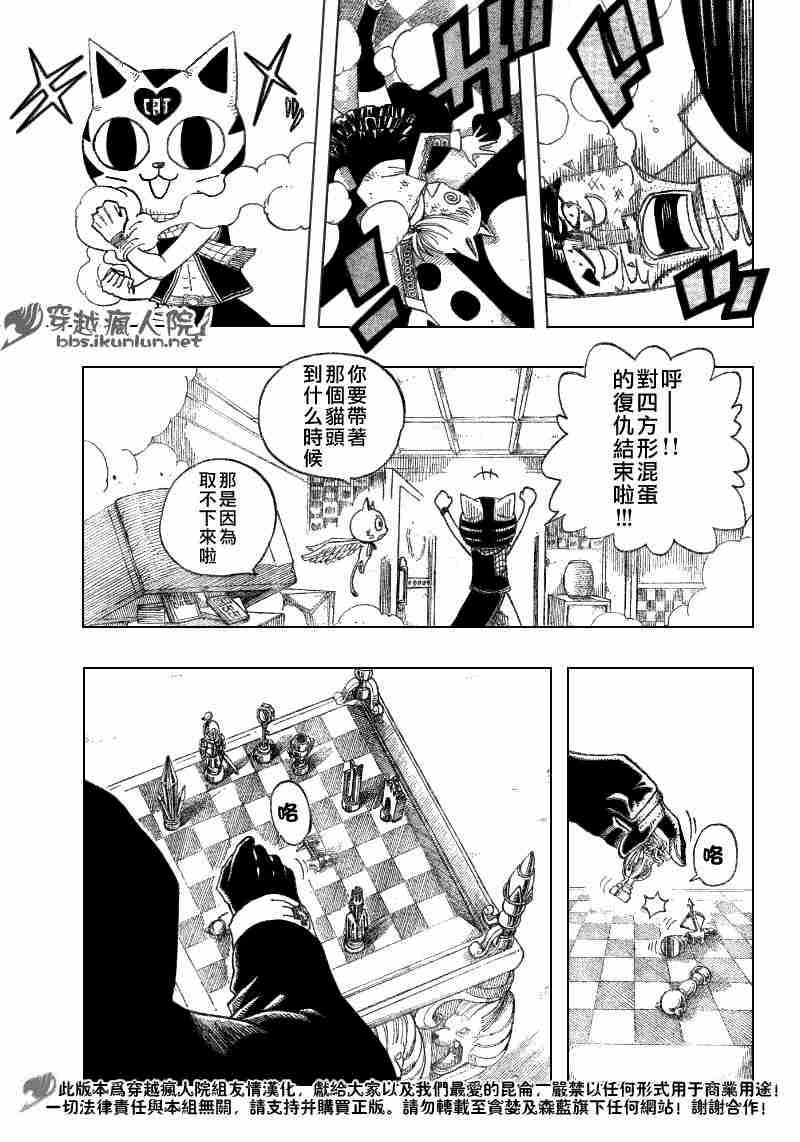 CAT
ドド
穿越瘋人院
bbs.ikunlun.net
呼—!!
對四方形混蛋
的復仇結束啦!!!
你要帶著
那個貓頭
到什么時候
那是因為
取不下來啦
咯
咯
此版本爲穿越瘋人院組友情漢化，獻給大家以及我們最愛的昆侖—嚴禁以任何形式用于商業用途!
一切法律責任與本組無關，請支持并購買正版。請勿轉載至貪婪及森藍旗下任何網站! 謝謝合作!